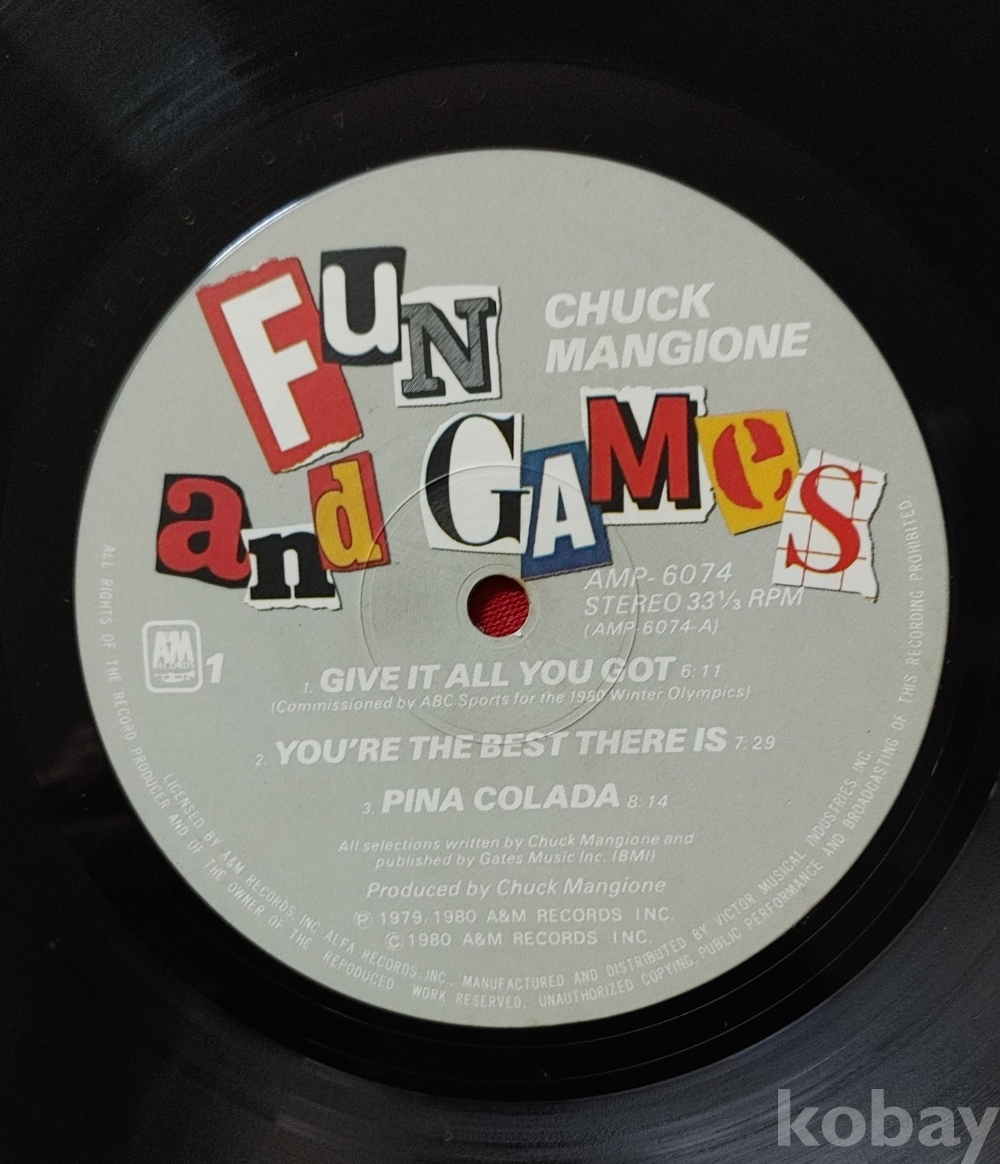 Fun
and GAMes
CHUCK
MANGIONE
AMP-6074
STEREO 33⅓ RPM
(AMP-6074-A)
A&M
RECORDS
1
1. GIVE IT ALL YOU GOT 6:11
(Commissioned by ABC Sports for the 1980 Winter Olympics)
2. YOU'RE THE BEST THERE IS 7:29
3. PINA COLADA 8:14
All selections written by Chuck Mangione and
published by Gates Music Inc. (BMI)
Produced by Chuck Mangione
℗ 1979, 1980 A&M RECORDS INC.
© 1980 A&M RECORDS INC.
LICENSED BY A&M RECORDS, INC ALFA RECORDS INC., MANUFACTURED AND DISTRIBUTED BY VICTOR MUSICAL INDUSTRIES, INC.
ALL RIGHTS OF THE RECORD PRODUCER AND OF THE OWNER OF THE REPODUCED WORK RESERVED, UNAUTHORIZED COPYING, PUBLIC PERFORMANCE AND BROADCASTING OF THIS RECORDING PROHIBITED
kobay